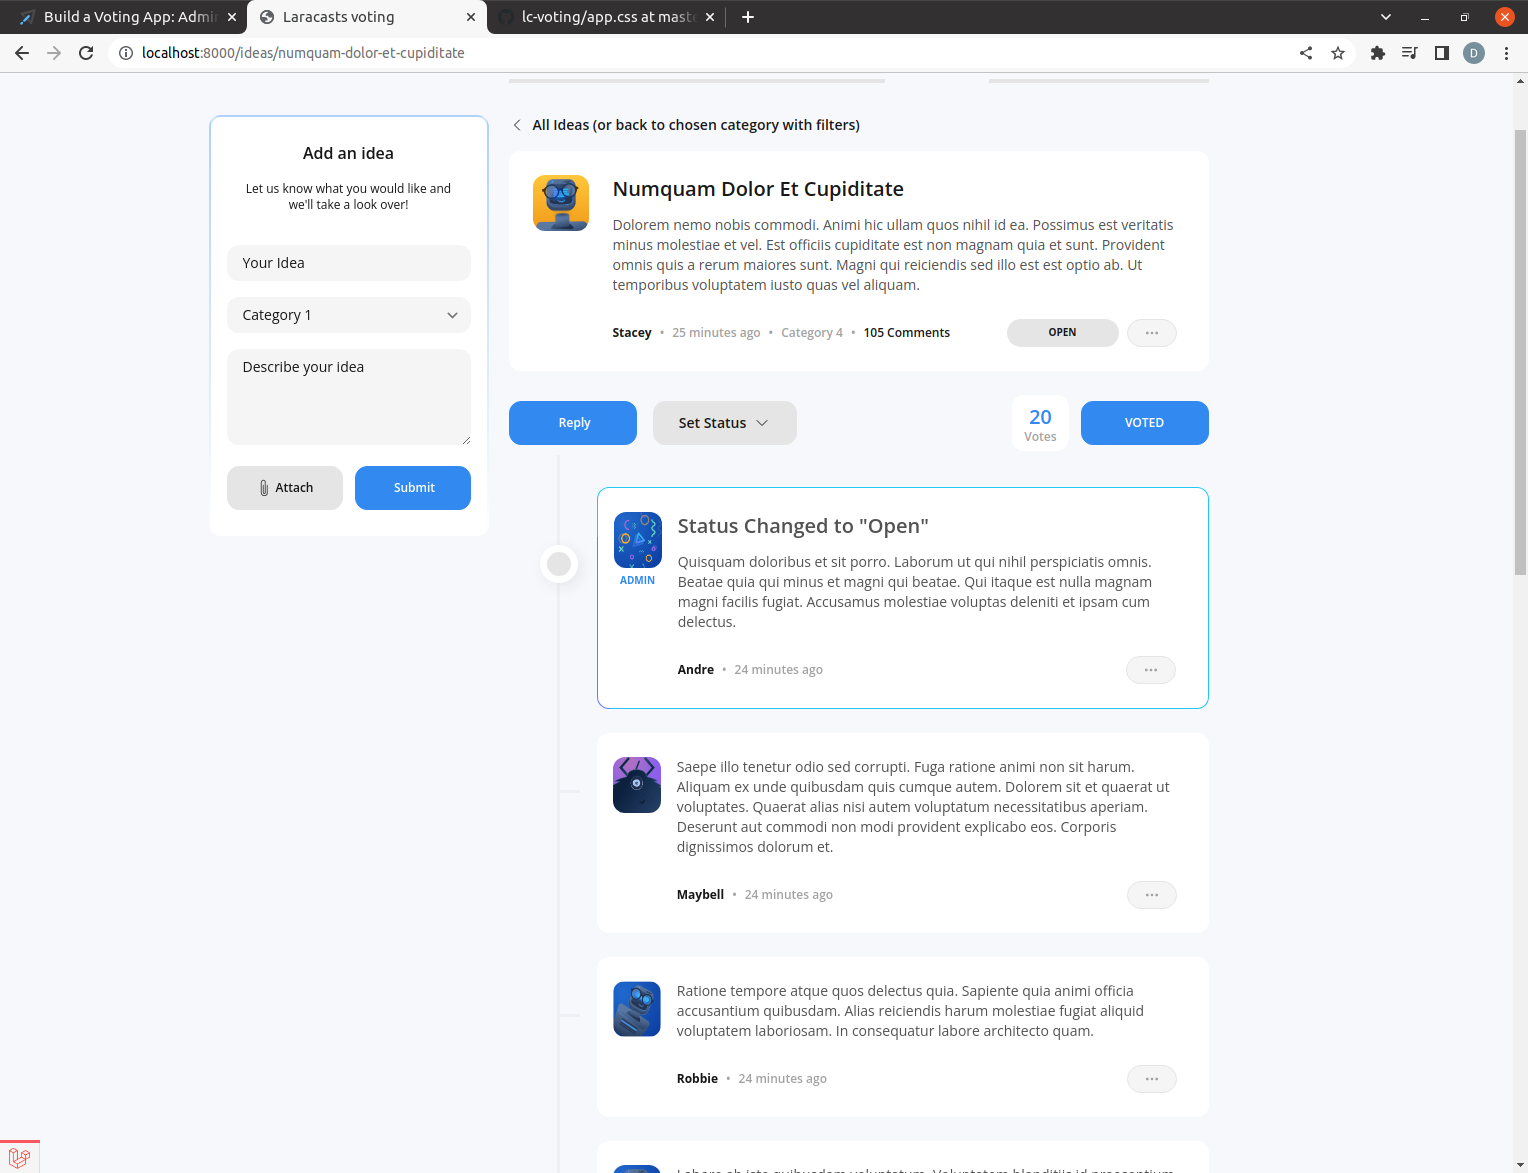 Build a Voting App: Admin
Laracasts voting
lc-voting/app.css at maste
localhost:8000/ideas/numquam-dolor-et-cupiditate
D
All Ideas (or back to chosen category with filters)
Add an idea
Let us know what you would like and
we'll take a look over!
Your Idea
Category 1
Describe your idea
Attach
Submit
Numquam Dolor Et Cupiditate
Dolorem nemo nobis commodi. Animi hic ullam quos nihil id ea. Possimus est veritatis
minus molestiae et vel. Est officiis cupiditate est non magnam quia et sunt. Provident
omnis quis a rerum maiores sunt. Magni qui reiciendis sed illo est est optio ab. Ut
temporibus voluptatem iusto quas vel aliquam.
Stacey • 25 minutes ago • Category 4 • 105 Comments
OPEN
Reply
Set Status
20
Votes
VOTED
Status Changed to "Open"
ADMIN
Quisquam doloribus et sit porro. Laborum ut qui nihil perspiciatis omnis.
Beatae quia qui minus et magni qui beatae. Qui itaque est nulla magnam
magni facilis fugiat. Accusamus molestiae voluptas deleniti et ipsam cum
delectus.
Andre • 24 minutes ago
Saepe illo tenetur odio sed corrupti. Fuga ratione animi non sit harum.
Aliquam ex unde quibusdam quis cumque autem. Dolorem sit et quaerat ut
voluptates. Quaerat alias nisi autem voluptatum necessitatibus aperiam.
Deserunt aut commodi non modi provident explicabo eos. Corporis
dignissimos dolorum et.
Maybell • 24 minutes ago
Ratione tempore atque quos delectus quia. Sapiente quia animi officia
accusantium quibusdam. Alias reiciendis harum molestiae fugiat aliquid
voluptatem laboriosam. In consequatur labore architecto quam.
Robbie • 24 minutes ago